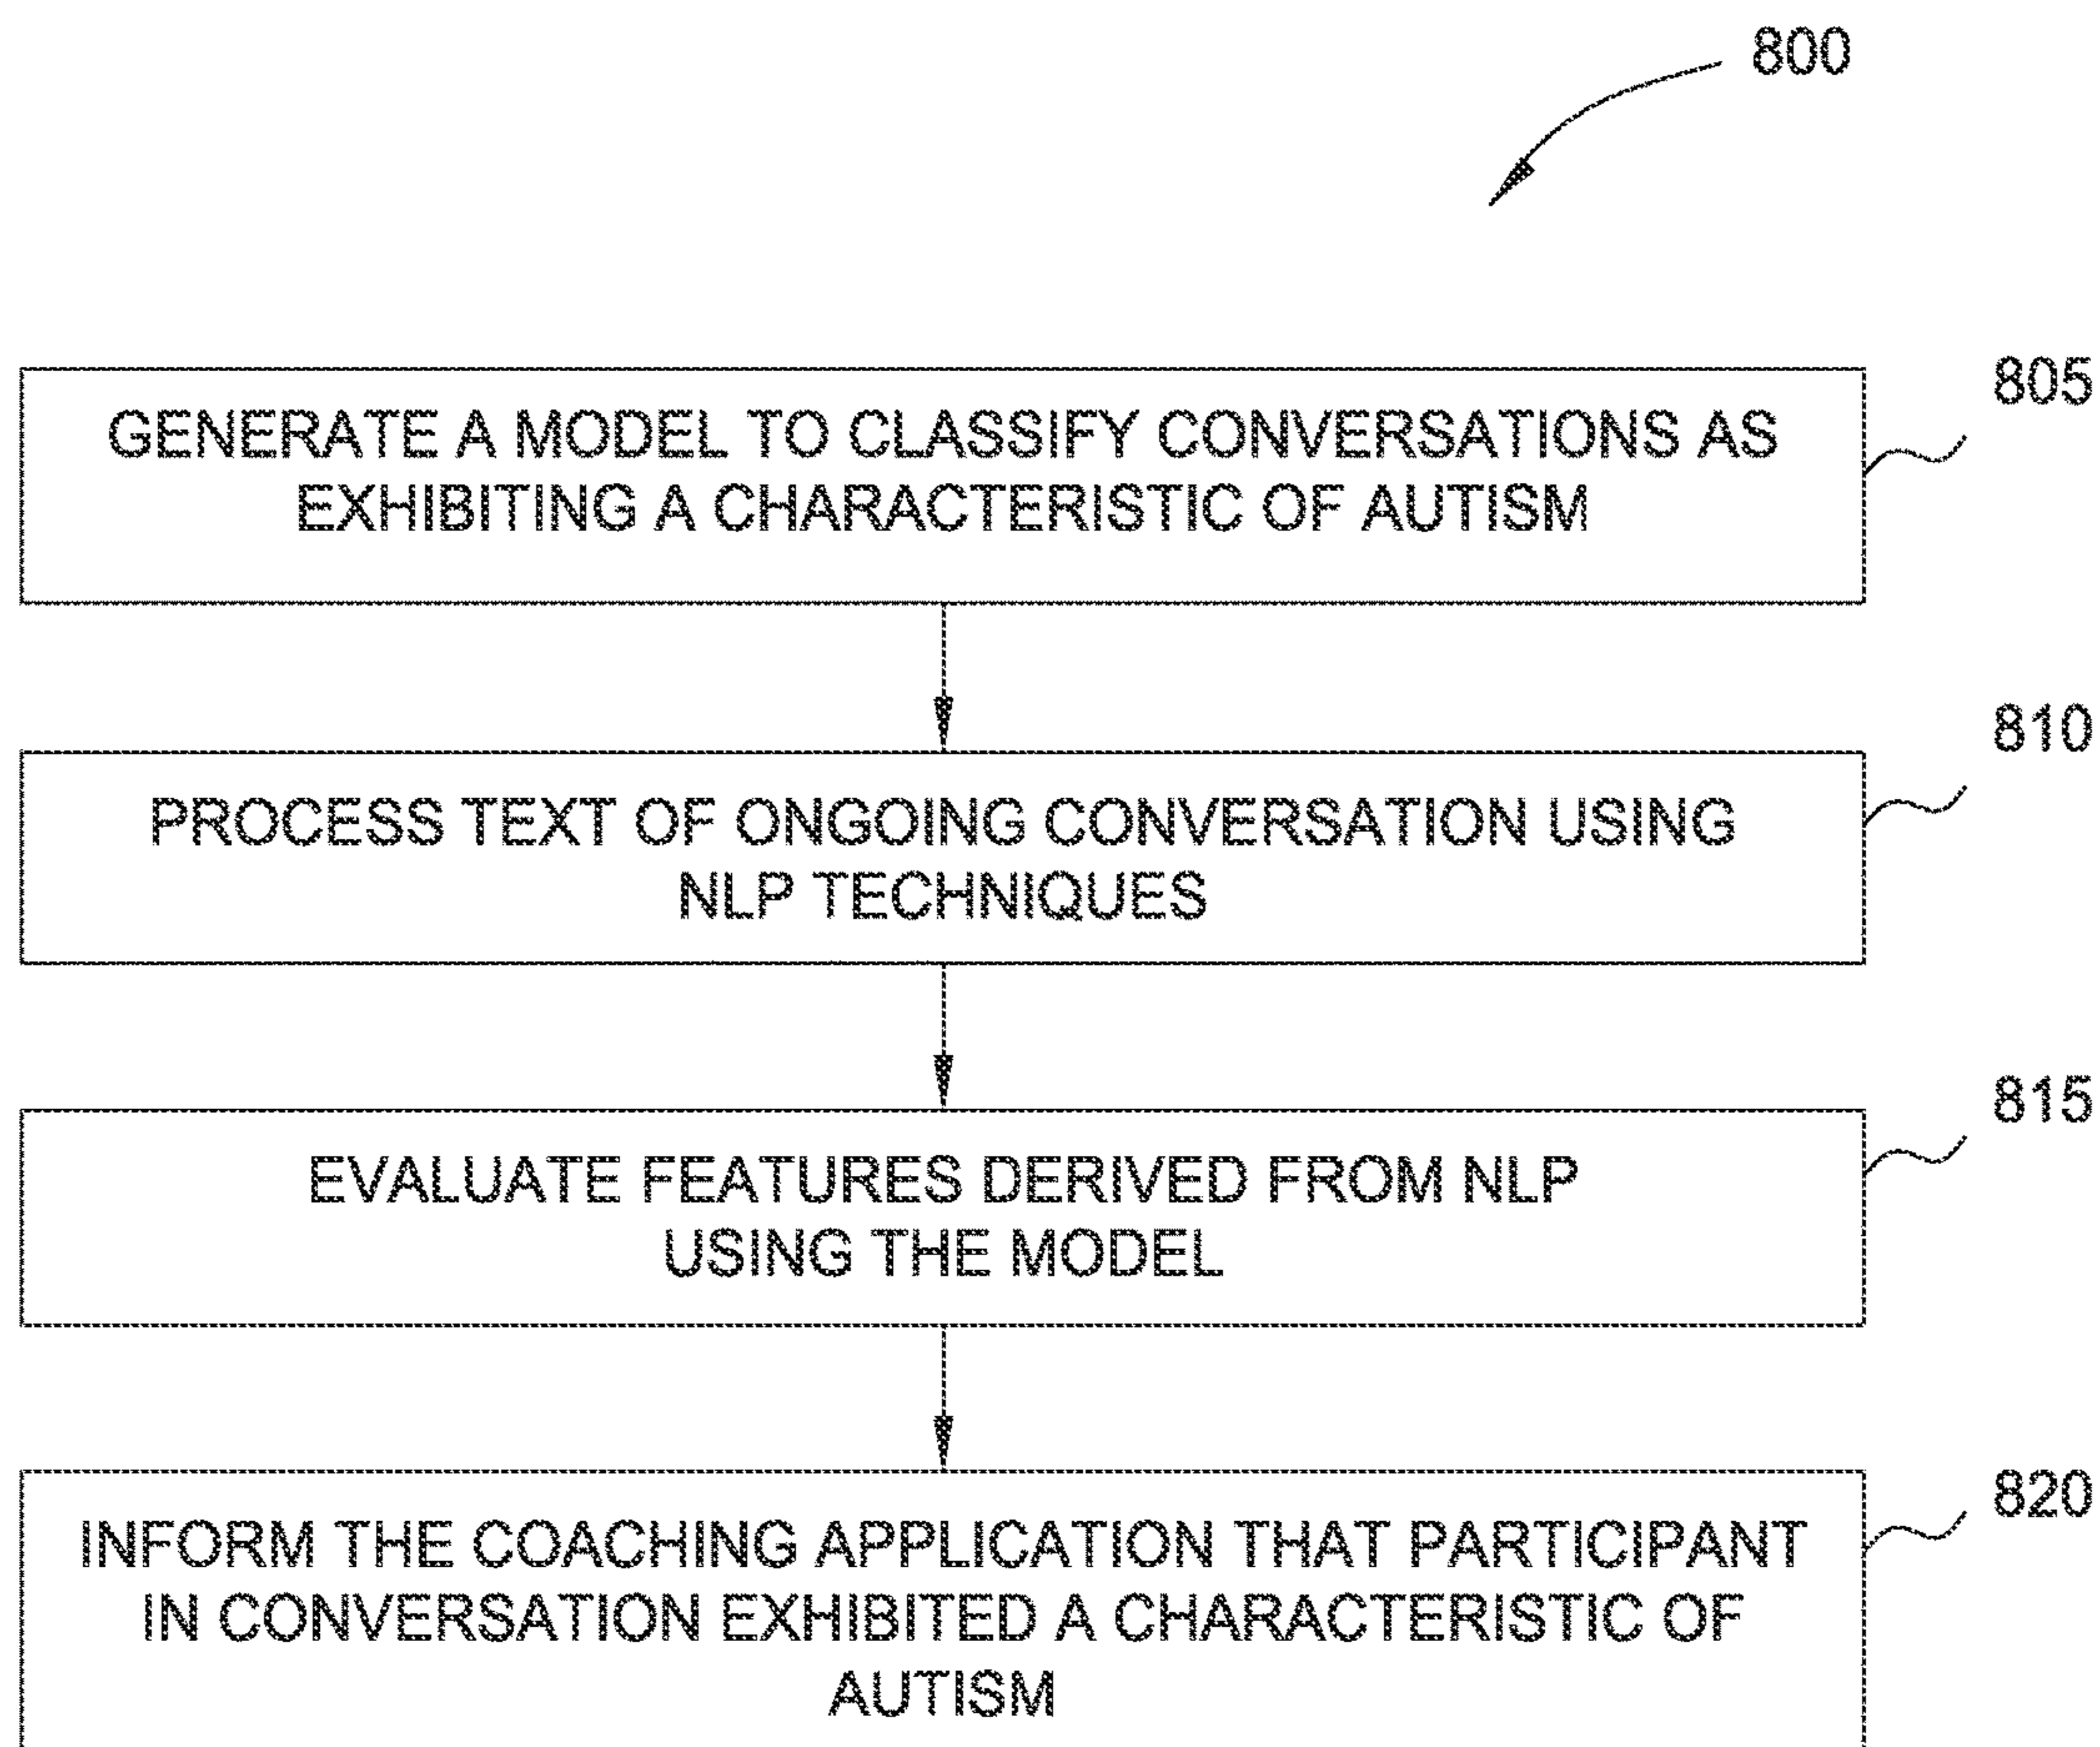 800
805
GENERATE A MODEL TO CLASSIFY CONVERSATIONS AS
EXHIBITING A CHARACTERISTIC OF AUTISM
810
PROCESS TEXT OF ONGOING CONVERSATION USING
NLP TECHNIQUES
815
EVALUATE FEATURES DERIVED FROM NLP
USING THE MODEL
820
INFORM THE COACHING APPLICATION THAT PARTICIPANT
IN CONVERSATION EXHIBITED A CHARACTERISTIC OF
AUTISM